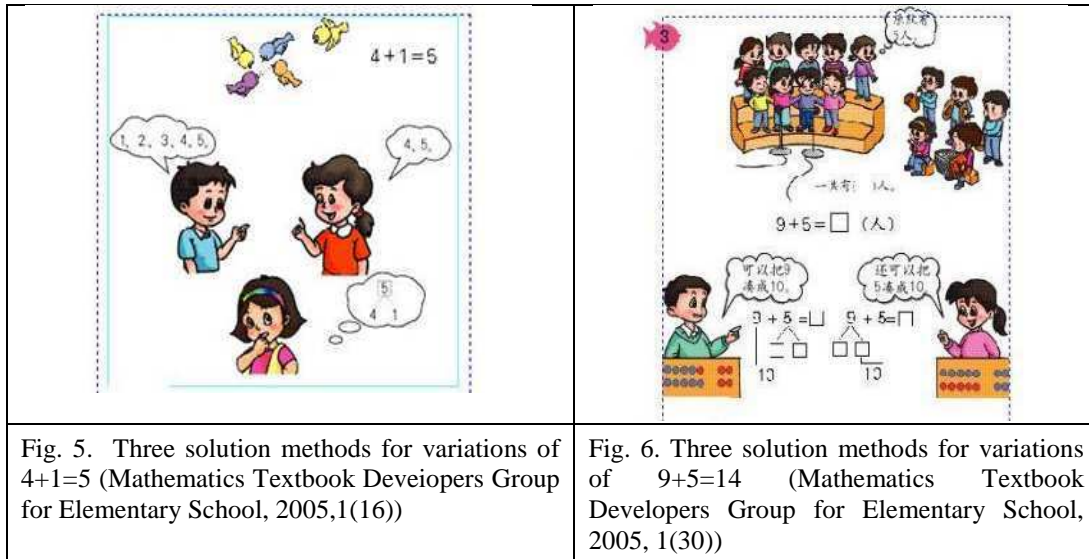 4+1=5
1、2、3、4、5。
4、5。
5
4 1
3
5人。
一共有( )人。
9+5=□ (人)
可以把9
凑成10。
还可以把
5凑成10。
9 + 5 =□
□ □
10
9 + 5=□
□ □
10
Fig. 5. Three solution methods for variations of
4+1=5 (Mathematics Textbook Deveiopers Group
for Elementary School, 2005,1(16))
Fig. 6. Three solution methods for variations
of 9+5=14 (Mathematics Textbook
Developers Group for Elementary School,
2005, 1(30))